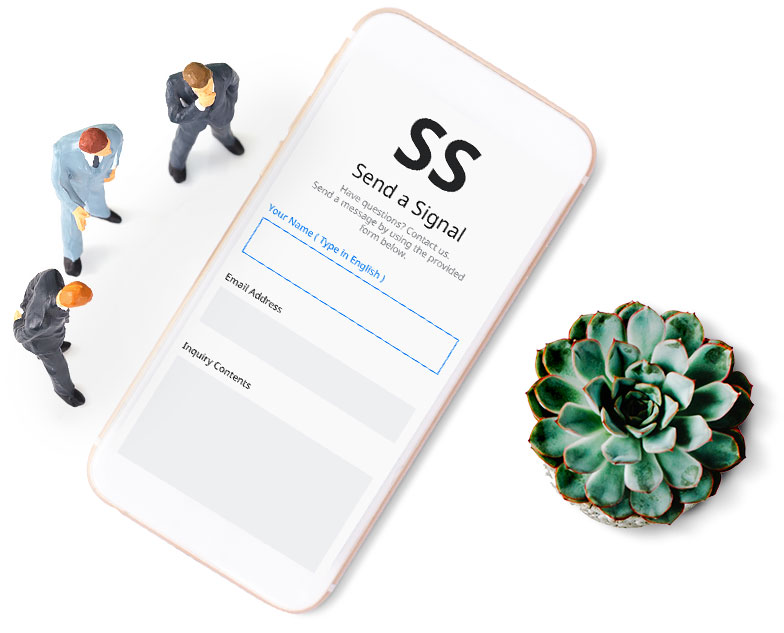 SS
Send a Signal
Have questions? Contact us.
Send a message by using the provided
form below.
Your Name ( Type in English )
Email Address
Inquiry Contents